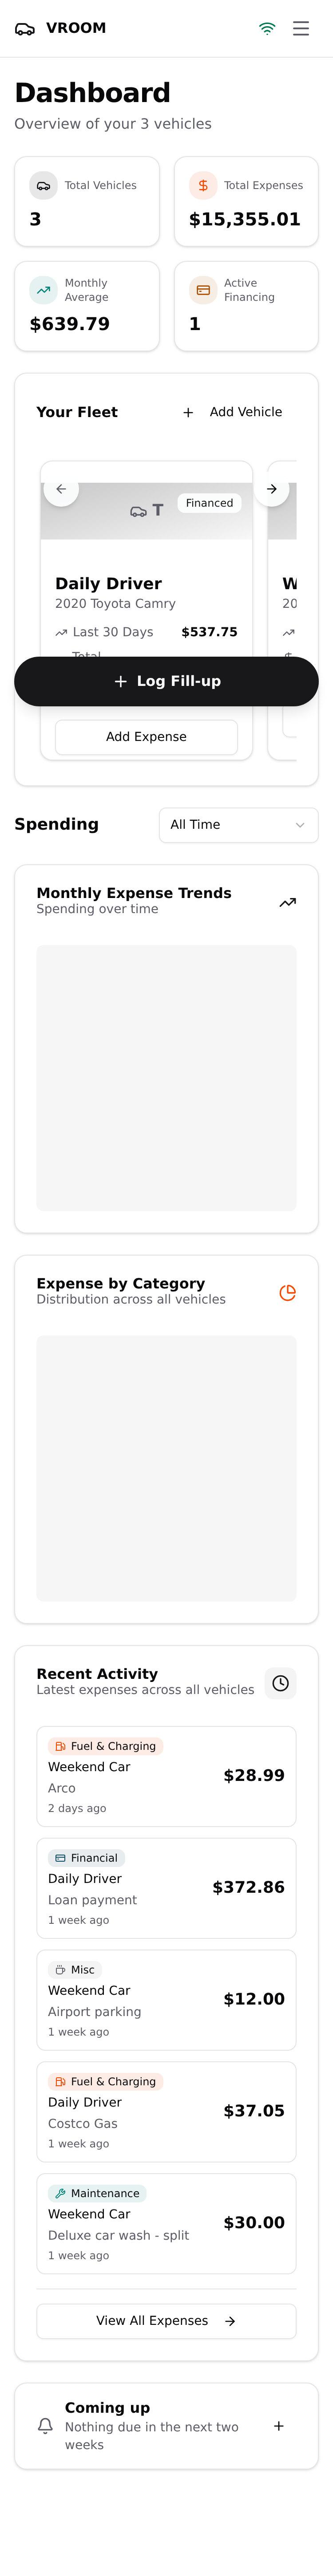 VROOM
Dashboard
Overview of your 3 vehicles
Total Vehicles
3
Total Expenses
$15,355.01
Monthly
Average
$639.79
Active
Financing
1
Your Fleet
+ Add Vehicle
T
Financed
Daily Driver
2020 Toyota Camry
Last 30 Days $537.75
W
20
Log Fill-up
Add Expense
Spending
All Time
Monthly Expense Trends
Spending over time
Expense by Category
Distribution across all vehicles
Recent Activity
Latest expenses across all vehicles
Fuel & Charging
Weekend Car
Arco
2 days ago
$28.99
Financial
Daily Driver
Loan payment
1 week ago
$372.86
Misc
Weekend Car
Airport parking
1 week ago
$12.00
Fuel & Charging
Daily Driver
Costco Gas
1 week ago
$37.05
Maintenance
Weekend Car
Deluxe car wash - split
1 week ago
$30.00
View All Expenses
Coming up
Nothing due in the next two
weeks